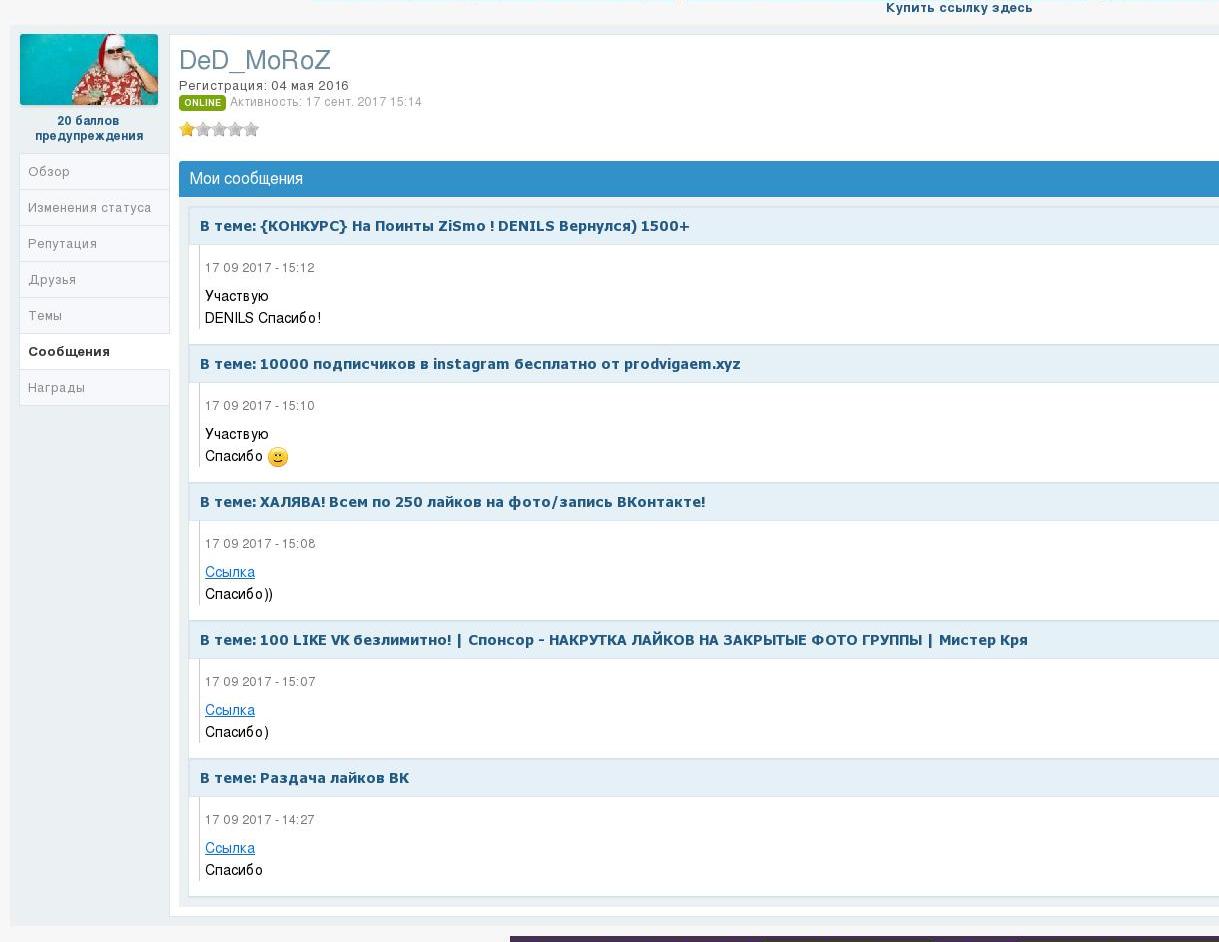 Купить ссылку здесь
DeD_MoRoZ
Регистрация: 04 мая 2016
ONLINE Активность: 17 сент. 2017 15:14
20 баллов
предупреждения
Обзор
Изменения статуса
Репутация
Друзья
Темы
Сообщения
Награды
Мои сообщения
В теме: {КОНКУРС} На Поинты ZiSmo ! DENILS Вернулся) 1500+
17 09 2017 - 15:12
Участвую
DENILS Спасибо!
В теме: 10000 подписчиков в instagram бесплатно от prodvigaem.xyz
17 09 2017 - 15:10
Участвую
Спасибо
В теме: ХАЛЯВА! Всем по 250 лайков на фото/запись ВКонтакте!
17 09 2017 - 15:08
Ссылка
Спасибо))
В теме: 100 LIKE VK безлимитно! | Спонсор - НАКРУТКА ЛАЙКОВ НА ЗАКРЫТЫЕ ФОТО ГРУППЫ | Мистер Кря
17 09 2017 - 15:07
Ссылка
Спасибо)
В теме: Раздача лайков ВК
17 09 2017 - 14:27
Ссылка
Спасибо